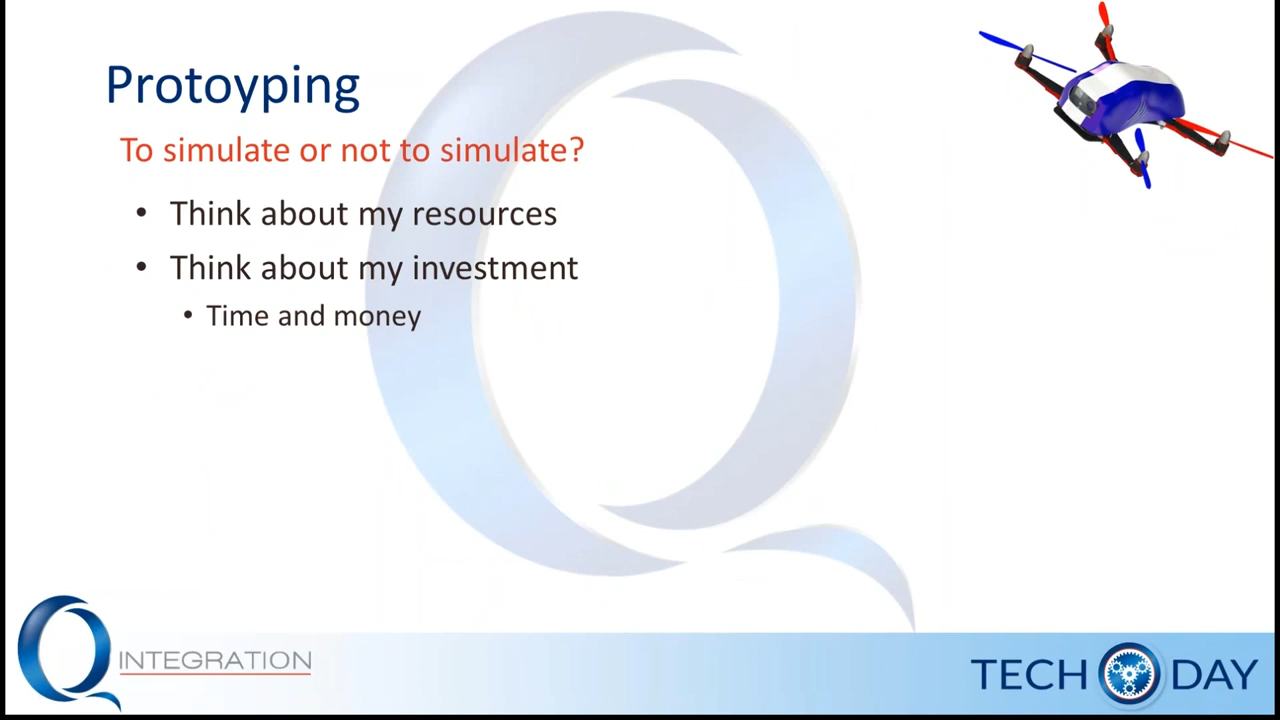 Protoyping
To simulate or not to simulate?
• Think about my resources
• Think about my investment
• Time and money
Q INTEGRATION
TECH DAY